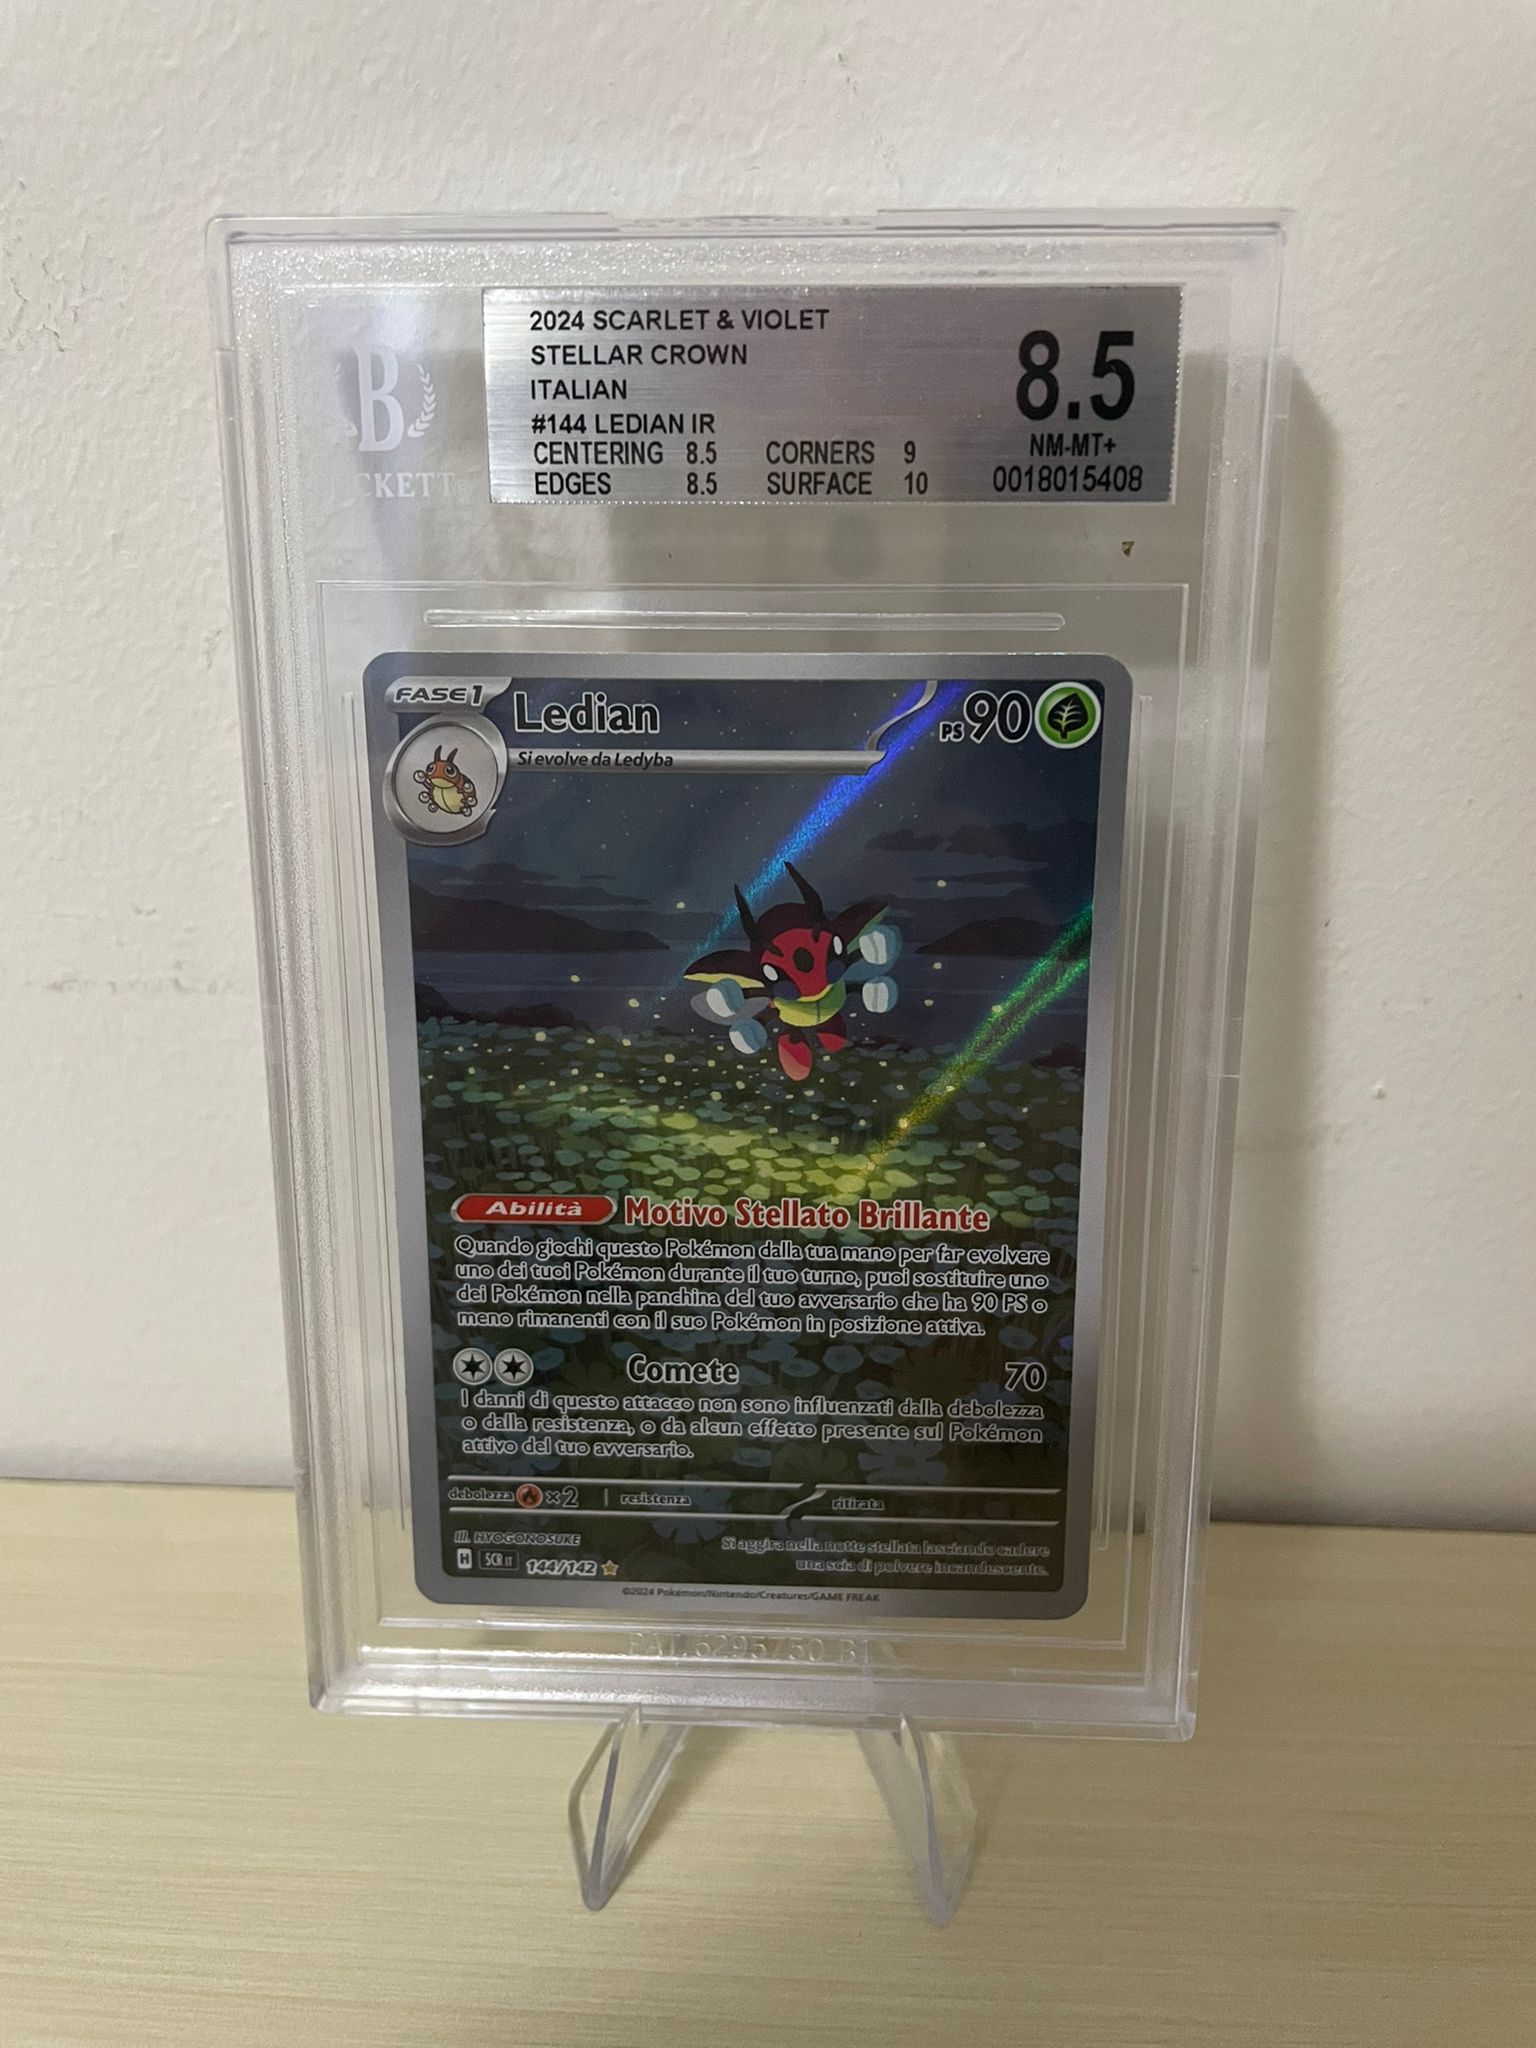 2024 SCARLET & VIOLET
STELLAR CROWN
ITALIAN
#144 LEDIAN IR
CENTERING 8.5 CORNERS 9
EDGES 8.5 SURFACE 10
8.5
NM-MT+
0018015408
B
CKETT
FASE 1
Ledian
PS 90
Si evolve da Ledyba
Abilità Motivo Stellato Brillante
Quando giochi questo Pokémon dalla tua mano per far evolvere
uno dei tuoi Pokémon durante il tuo turno, puoi sostituire uno
dei Pokémon nella panchina del tuo avversario che ha 90 PS o
meno rimanenti con il suo Pokémon in posizione attiva.
Comete 70
I danni di questo attacco non sono influenzati dalla debolezza
o dalla resistenza, o da alcun effetto presente sul Pokémon
attivo del tuo avversario.
debolezza ×2 resistenza ritirata
Ill. HYOGONOSUKE
H SCR IT 144/142
Si aggira nella notte stellata lasciando cadere
una scia di polvere incandescente.
©2024 Pokémon/Nintendo/Creatures/GAME FREAK
PAT. 6295750 B1